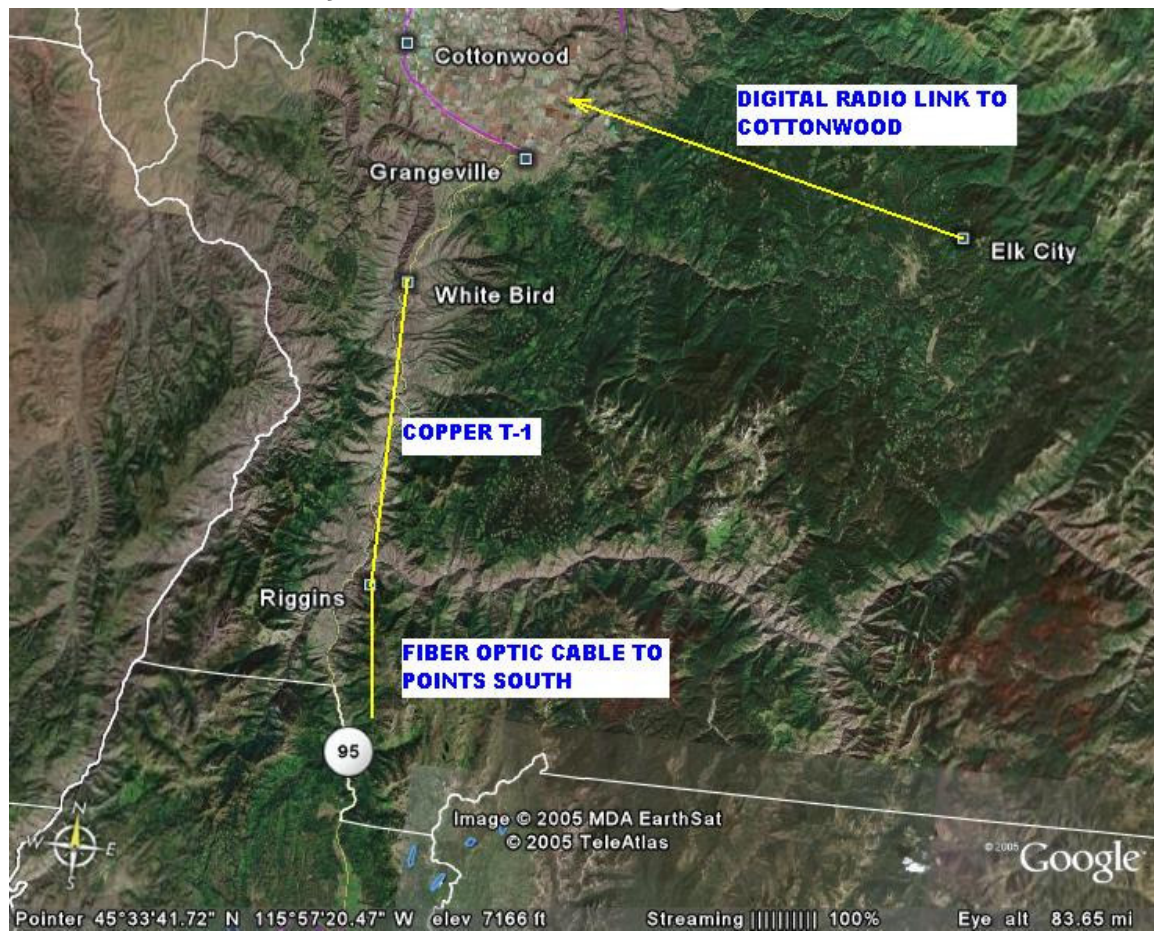 Cottonwood
DIGITAL RADIO LINK TO
COTTONWOOD
Grangeville
Elk City
White Bird
COPPER T-1
Riggins
FIBER OPTIC CABLE TO
POINTS SOUTH
95
N
W E
S
Image © 2005 MDA EarthSat
© 2005 TeleAtlas
© 2005 Google
Pointer 45°33'41.72" N 115°57'20.47" W elev 7166 ft Streaming |||||||||| 100% Eye alt 83.65 mi